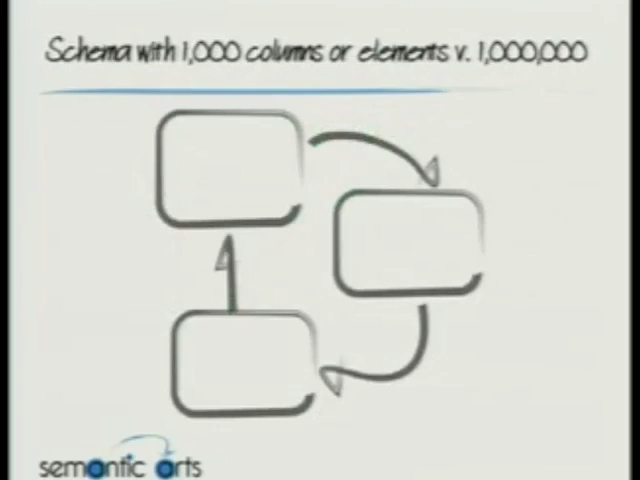 Schema with 1,000 columns or elements v. 1,000,000
semantic arts